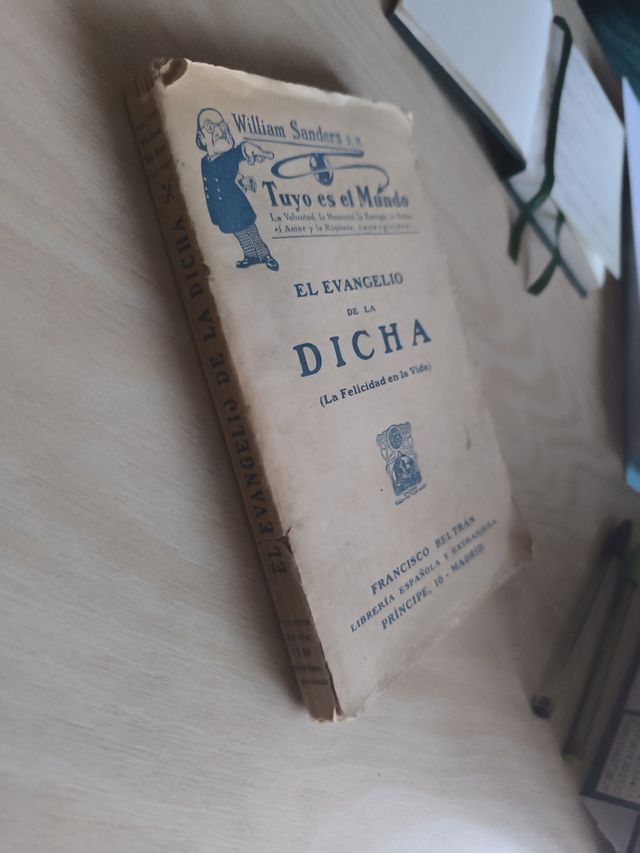 William Sanders
Tuyo es el Mundo
La Voluntad, la Memoria, la Energía, la
el Amor y la Riqueza,
EL EVANGELIO
DE LA
DICHA
(La Felicidad en la Vida)
FRANCISCO BELTRÁN
LIBRERÍA ESPAÑOLA Y EXTRANJERA
PRÍNCIPE, 16 - MADRID
EL EVANGELIO DE LA DICHA